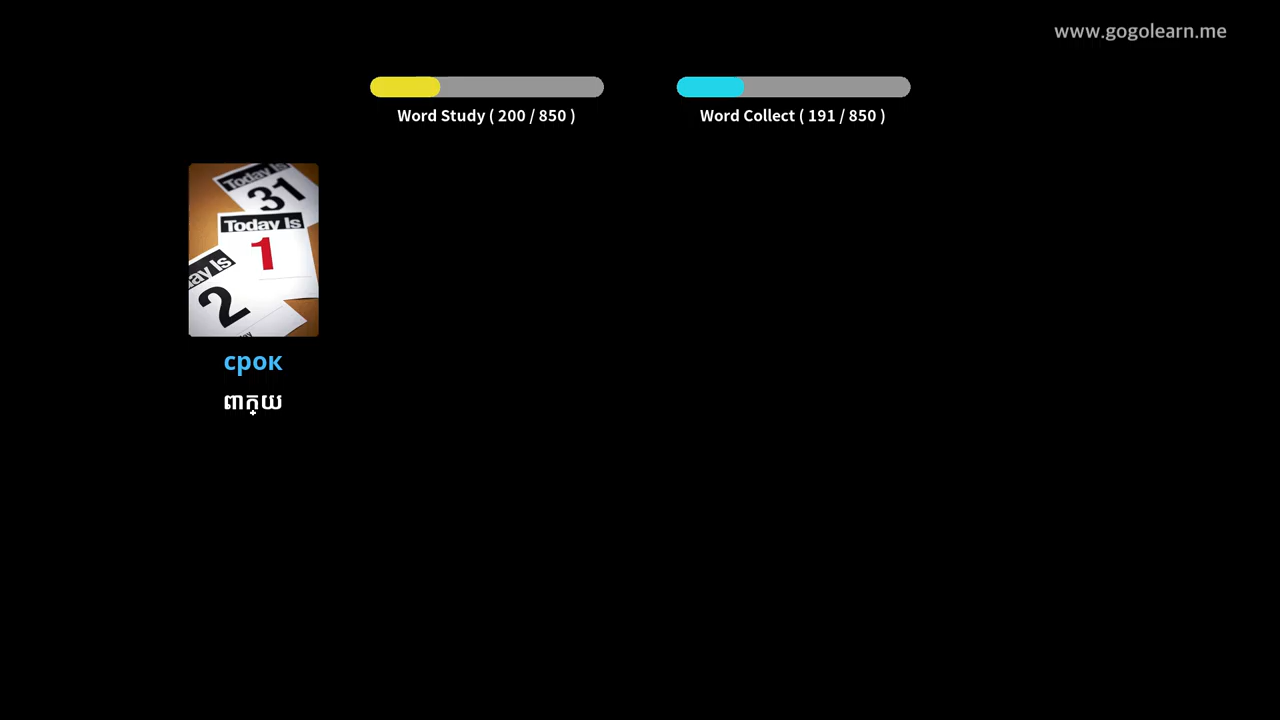 www.gogolearn.me
Word Study ( 200 / 850 )
Word Collect ( 191 / 850 )
Today Is
31
Today Is
1
ay Is
2
срок
ពាក្យ